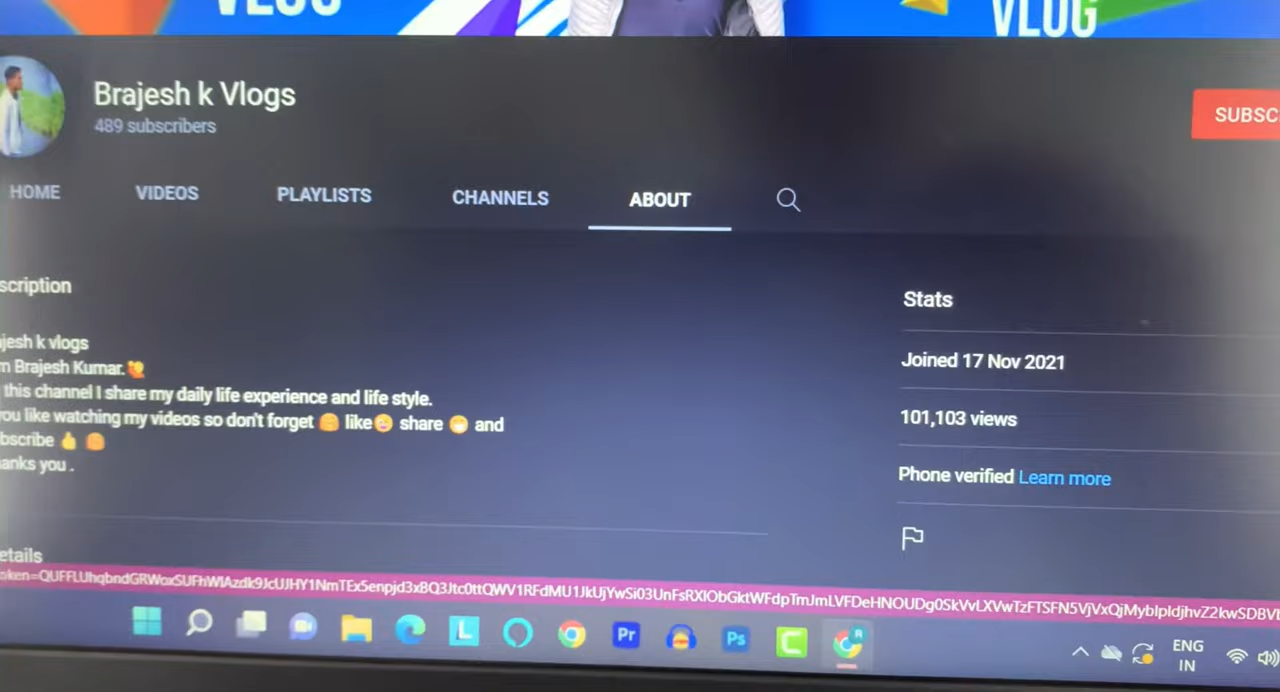 VLOG
VLOG
Brajesh k Vlogs
489 subscribers
SUBSC
HOME VIDEOS PLAYLISTS CHANNELS ABOUT
scription
Stats
jesh k vlogs
m Brajesh Kumar.
this channel I share my daily life experience and life style.
ou like watching my videos so don't forget 🤗 like😜 share 😁 and
bscribe 👍 🤗
anks you .
Joined 17 Nov 2021
101,103 views
Phone verified Learn more
etails
L
Pr
Ps
C
R
ENG
IN